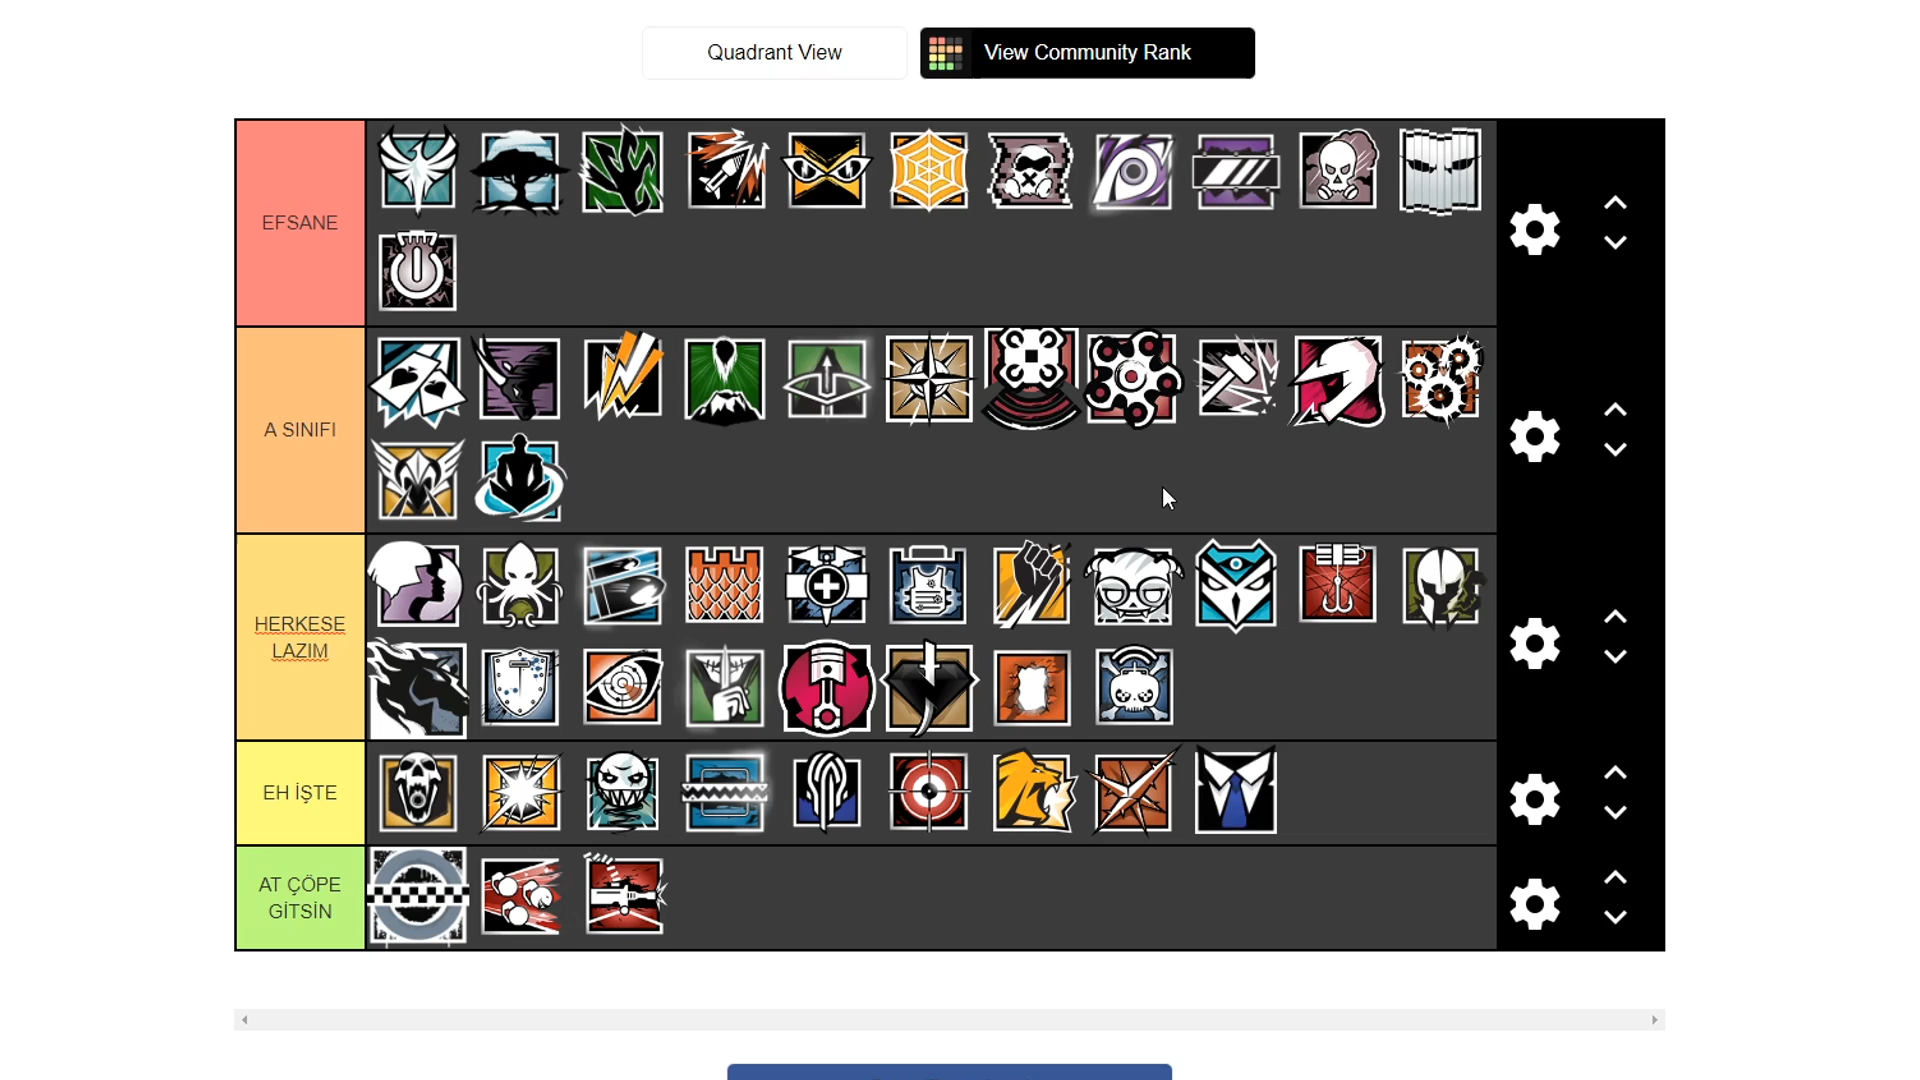 Quadrant View
View Community Rank
EFSANE
A SINIFI
HERKESE
LAZIM
EH İŞTE
AT ÇÖPE
GİTSİN